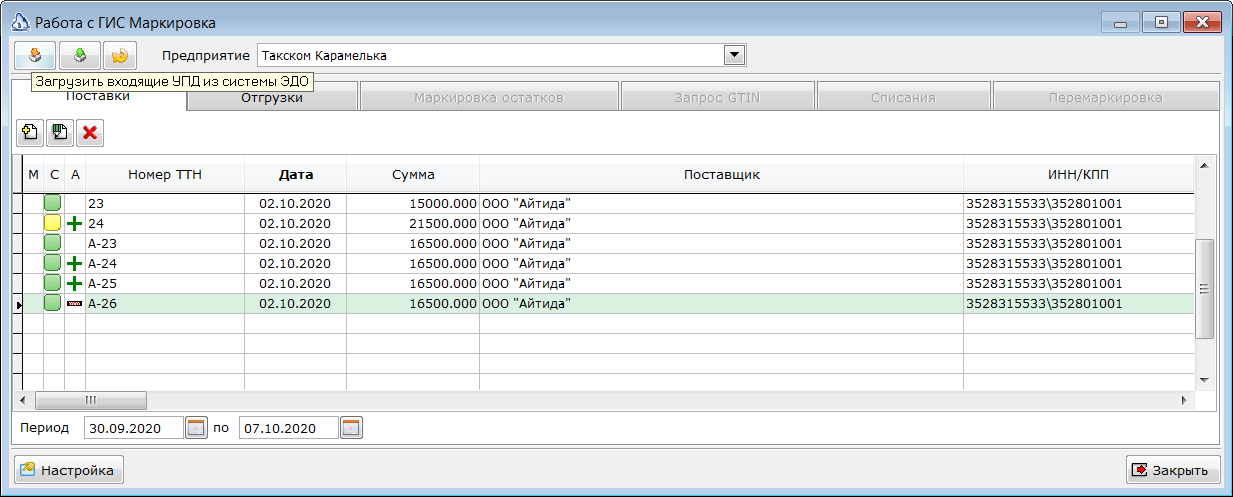 Работа с ГИС Маркировка
Предприятие Такском Карамелька
Загрузить входящие УПД из системы ЭДО
Поставки Отгрузки Маркировка остатков Запрос GTIN Списания Перемаркировка
М С А Номер ТТН Дата Сумма Поставщик ИНН/КПП
23 02.10.2020 15000.000 ООО "Айтида" 3528315533\352801001
24 02.10.2020 21500.000 ООО "Айтида" 3528315533\352801001
А-23 02.10.2020 16500.000 ООО "Айтида" 3528315533\352801001
А-24 02.10.2020 16500.000 ООО "Айтида" 3528315533\352801001
А-25 02.10.2020 16500.000 ООО "Айтида" 3528315533\352801001
А-26 02.10.2020 16500.000 ООО "Айтида" 3528315533\352801001
Период 30.09.2020 по 07.10.2020
Настройка Закрыть